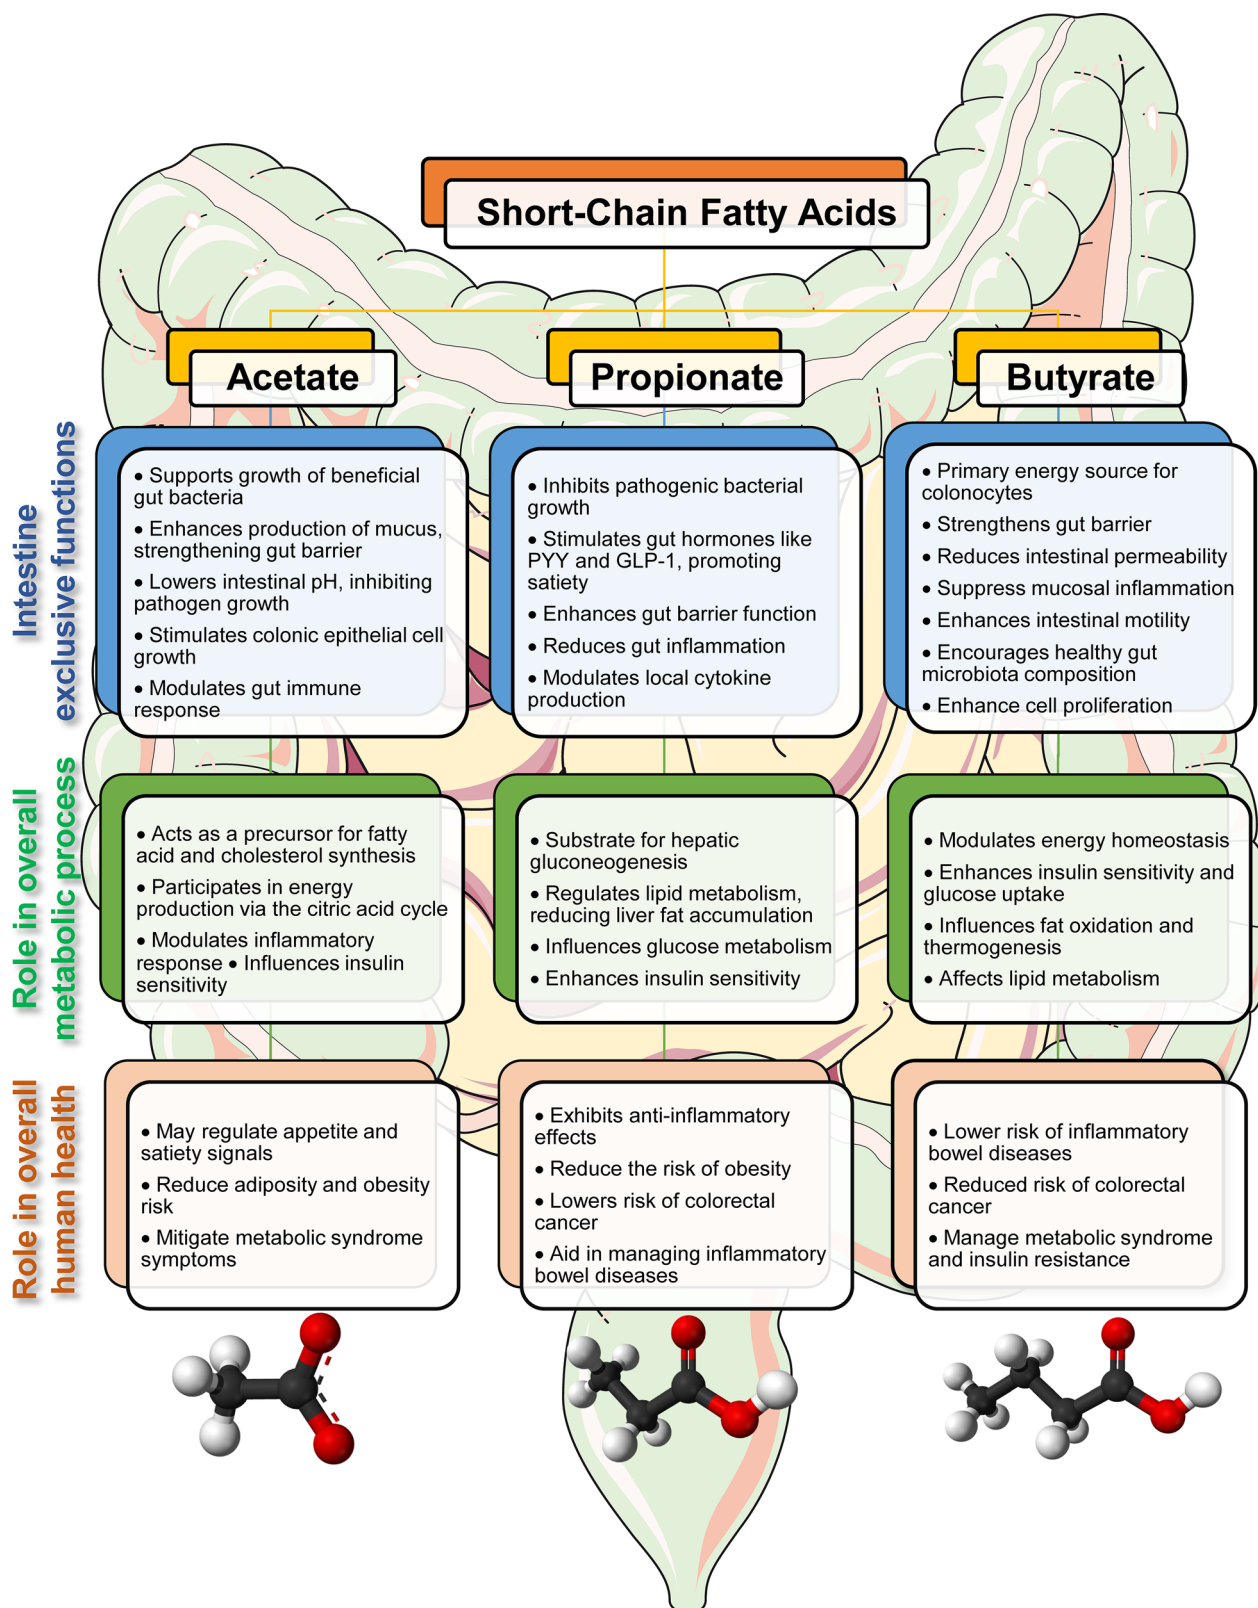 Short-Chain Fatty Acids
Acetate
Propionate
Butyrate
Intestine
exclusive functions
• Supports growth of beneficial
gut bacteria
• Enhances production of mucus,
strengthening gut barrier
• Lowers intestinal pH, inhibiting
pathogen growth
• Stimulates colonic epithelial cell
growth
• Modulates gut immune
response
• Inhibits pathogenic bacterial
growth
• Stimulates gut hormones like
PYY and GLP-1, promoting
satiety
• Enhances gut barrier function
• Reduces gut inflammation
• Modulates local cytokine
production
• Primary energy source for
colonocytes
• Strengthens gut barrier
• Reduces intestinal permeability
• Suppress mucosal inflammation
• Enhances intestinal motility
• Encourages healthy gut
microbiota composition
• Enhance cell proliferation
Role in overall
metabolic process
• Acts as a precursor for fatty
acid and cholesterol synthesis
• Participates in energy
production via the citric acid cycle
• Modulates inflammatory
response • Influences insulin
sensitivity
• Substrate for hepatic
gluconeogenesis
• Regulates lipid metabolism,
reducing liver fat accumulation
• Influences glucose metabolism
• Enhances insulin sensitivity
• Modulates energy homeostasis
• Enhances insulin sensitivity and
glucose uptake
• Influences fat oxidation and
thermogenesis
• Affects lipid metabolism
Role in overall
human health
• May regulate appetite and
satiety signals
• Reduce adiposity and obesity
risk
• Mitigate metabolic syndrome
symptoms
• Exhibits anti-inflammatory
effects
• Reduce the risk of obesity
• Lowers risk of colorectal
cancer
• Aid in managing inflammatory
bowel diseases
• Lower risk of inflammatory
bowel diseases
• Reduced risk of colorectal
cancer
• Manage metabolic syndrome
and insulin resistance